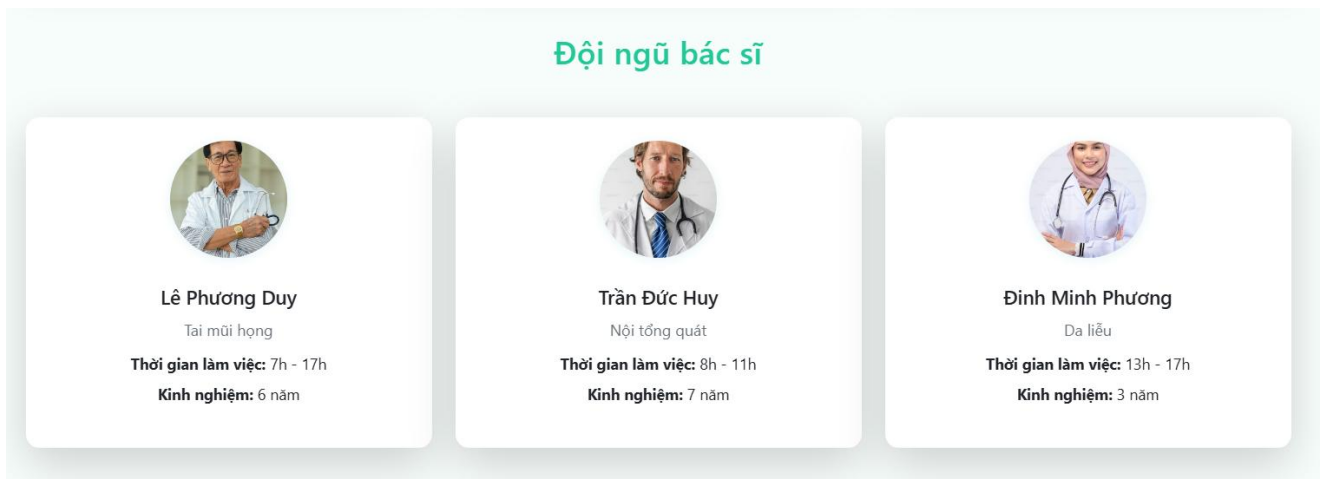 Đội ngũ bác sĩ
Lê Phương Duy
Tai mũi họng
Thời gian làm việc: 7h - 17h
Kinh nghiệm: 6 năm
Trần Đức Huy
Nội tổng quát
Thời gian làm việc: 8h - 11h
Kinh nghiệm: 7 năm
Đinh Minh Phương
Da liễu
Thời gian làm việc: 13h - 17h
Kinh nghiệm: 3 năm